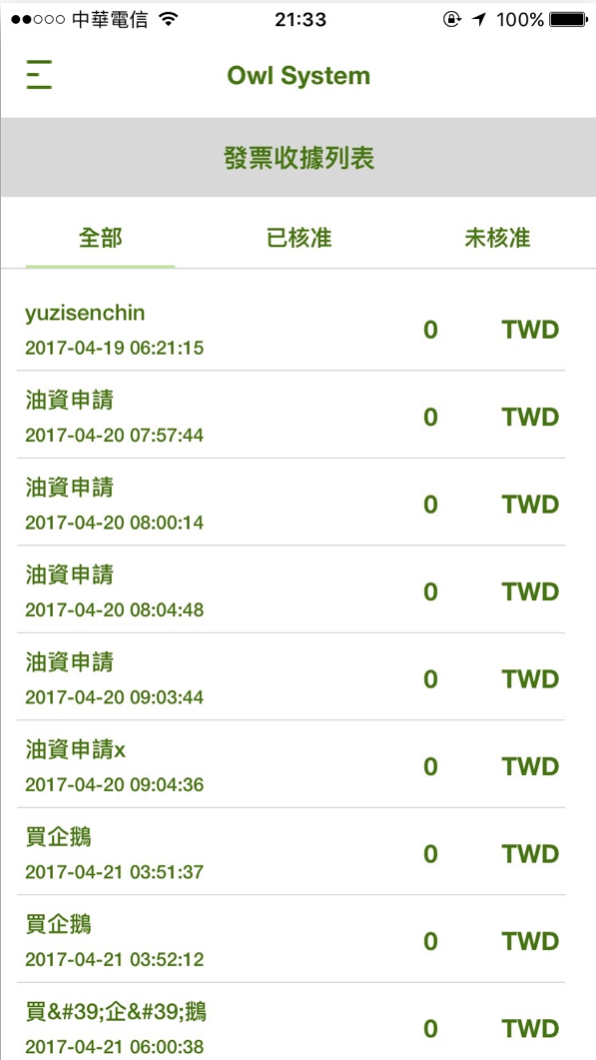 中華電信 21:33 100%
Owl System
發票收據列表
全部 已核准 未核准
yuzisenchin
2017-04-19 06:21:15
0 TWD
油資申請
2017-04-20 07:57:44
0 TWD
油資申請
2017-04-20 08:00:14
0 TWD
油資申請
2017-04-20 08:04:48
0 TWD
油資申請
2017-04-20 09:03:44
0 TWD
油資申請x
2017-04-20 09:04:36
0 TWD
買企鵝
2017-04-21 03:51:37
0 TWD
買企鵝
2017-04-21 03:52:12
0 TWD
買&#39;企&#39;鵝
2017-04-21 06:00:38
0 TWD